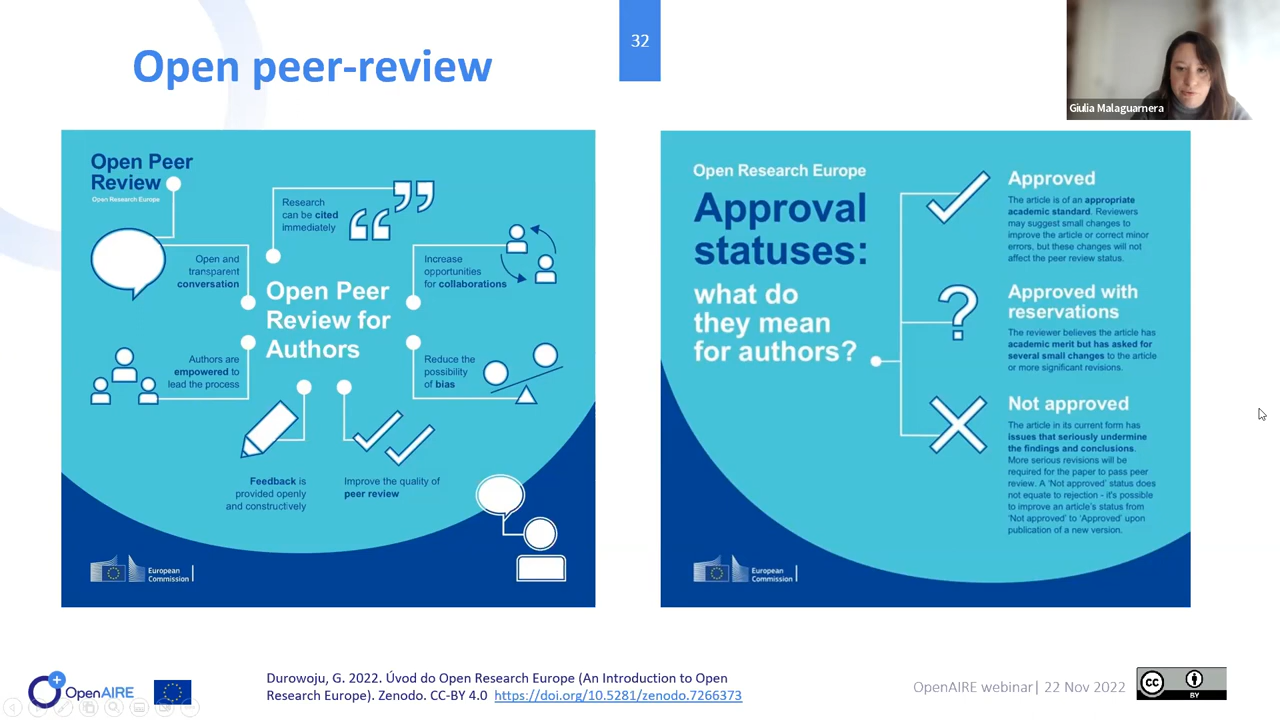 Open peer-review
32
Giulia Malaguarnera
Open Peer
Review
Open Research Europe
Research
can be cited
immediately
Open and
transparent
conversation
Increase
opportunities
for collaborations
Open Peer
Review for
Authors
Authors are
empowered to
lead the process
Reduce the
possibility
of bias
Feedback is
provided openly
and constructively
Improve the quality of
peer review
European
Commission
Open Research Europe
Approval
statuses:
what do
they mean
for authors?
Approved
The article is of an appropriate
academic standard. Reviewers
may suggest small changes to
improve the article or correct minor
errors, but these changes will not
affect the peer review status.
Approved with
reservations
The reviewer believes the article has
academic merit but has asked for
several small changes to the article
or more significant revisions.
Not approved
The article in its current form has
issues that seriously undermine
the findings and conclusions.
More serious revisions will be
required for the paper to pass peer
review. A 'Not approved' status does
not equate to rejection - it's possible
to improve an article's status from
'Not approved' to 'Approved' upon
publication of a new version.
European
Commission
OpenAIRE
Durowoju, G. 2022. Úvod do Open Research Europe (An Introduction to Open
Research Europe). Zenodo. CC-BY 4.0 https://doi.org/10.5281/zenodo.7266373
OpenAIRE webinar| 22 Nov 2022
cc
BY